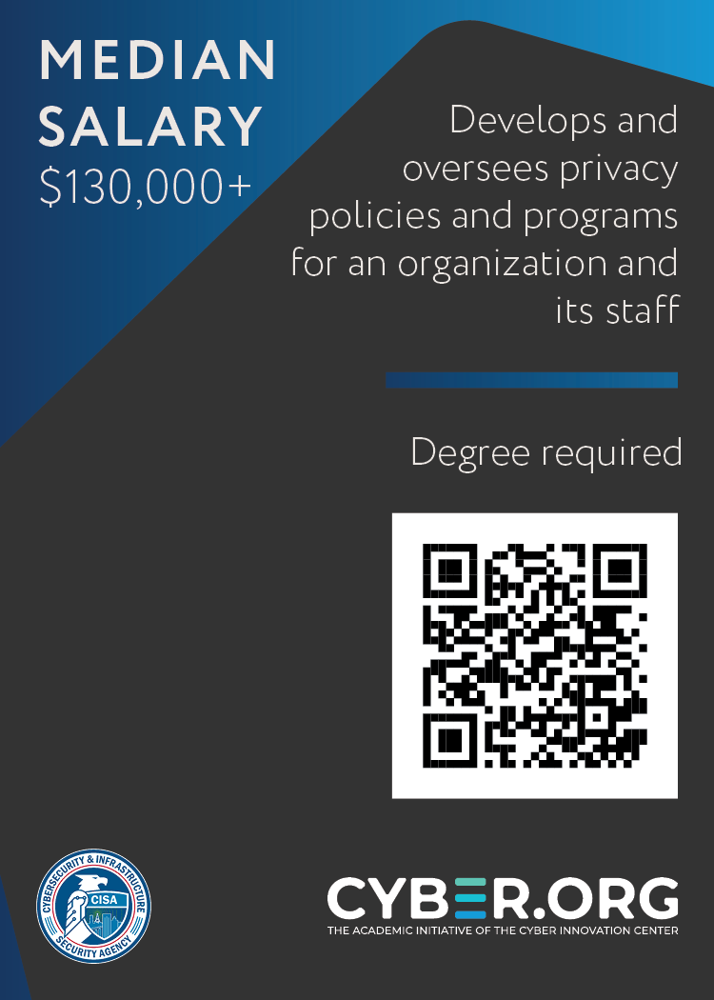 MEDIAN
SALARY
$130,000+
Develops and
oversees privacy
policies and programs
for an organization and
its staff
Degree required
CYBERSECURITY & INFRASTRUCTURE
CISA
SECURITY AGENCY
CYBER.ORG
THE ACADEMIC INITIATIVE OF THE CYBER INNOVATION CENTER